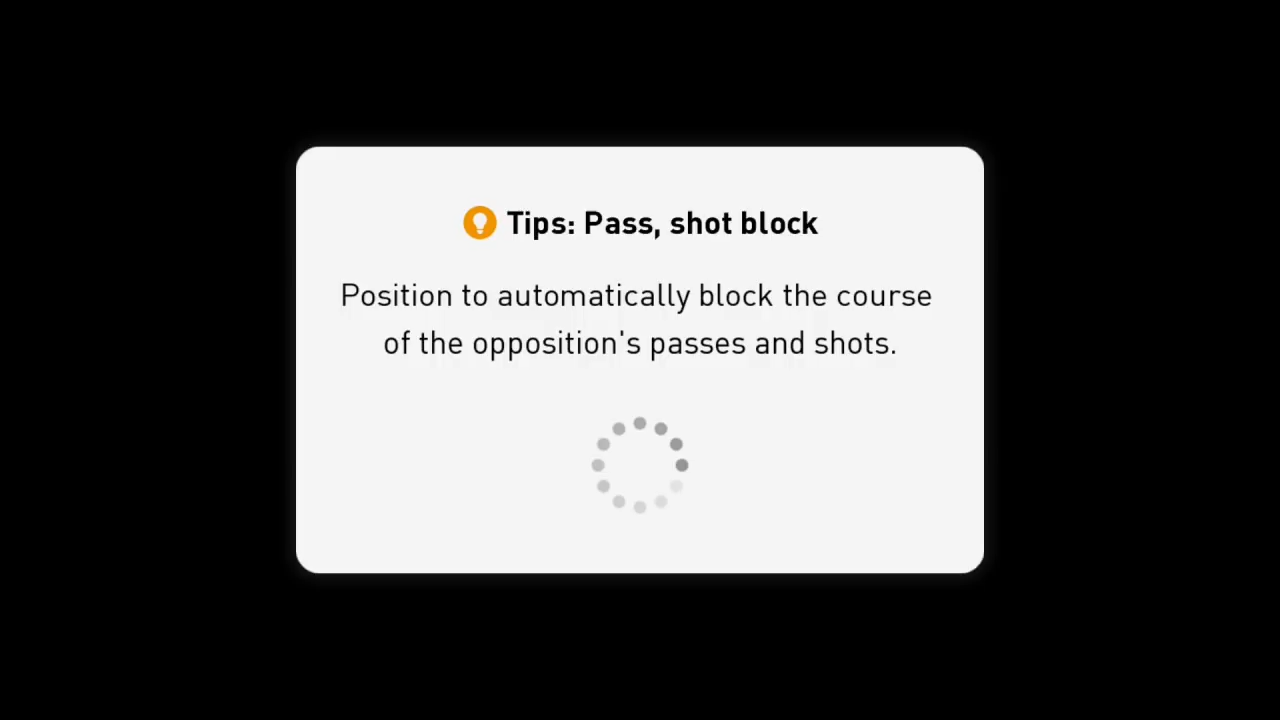 Tips: Pass, shot block
Position to automatically block the course
of the opposition's passes and shots.